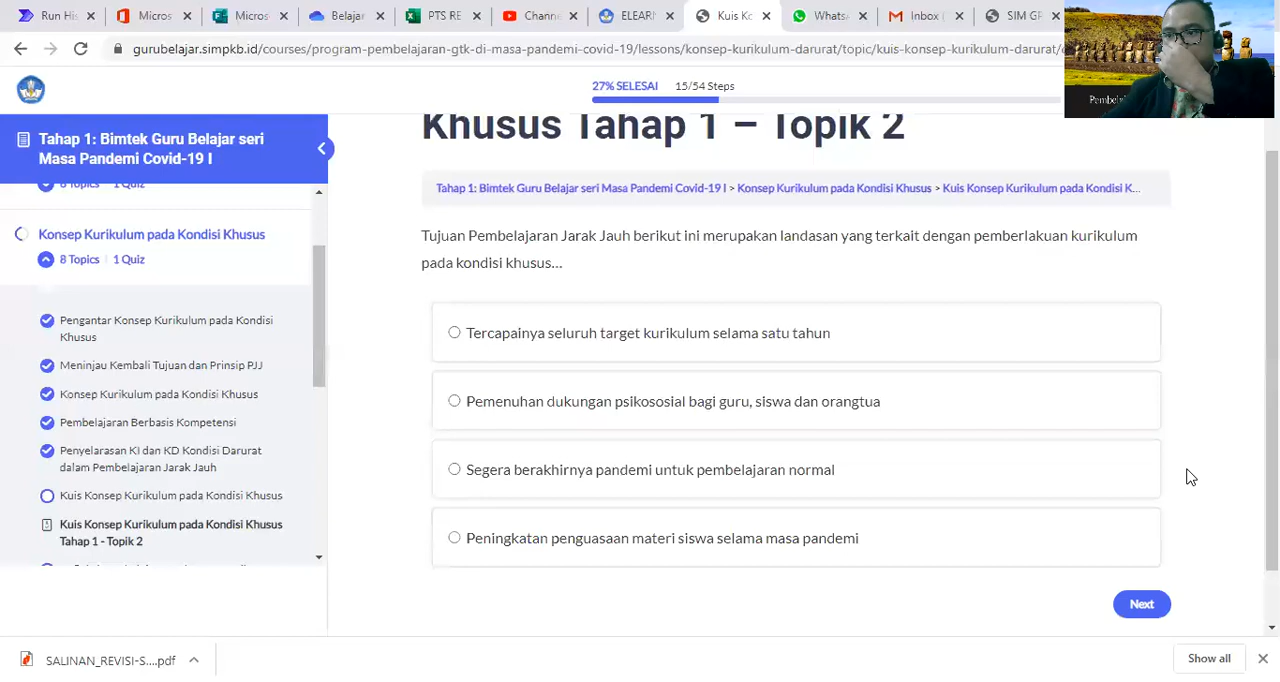 Run His
Micros
Micros
Belajar
PTS RE
Channe
ELEARN
Kuis Ko
Whats
Inbox (
SIM GP
gurubelajar.simpkb.id/courses/program-pembelajaran-gtk-di-masa-pandemi-covid-19/lessons/konsep-kurikulum-darurat/topic/kuis-konsep-kurikulum-darurat/
27% SELESAI 15/54 Steps
Tahap 1: Bimtek Guru Belajar seri
Masa Pandemi Covid-19 I
8 Topics | 1 Quiz
Konsep Kurikulum pada Kondisi Khusus
8 Topics | 1 Quiz
Pengantar Konsep Kurikulum pada Kondisi
Khusus
Meninjau Kembali Tujuan dan Prinsip PJJ
Konsep Kurikulum pada Kondisi Khusus
Pembelajaran Berbasis Kompetensi
Penyelarasan KI dan KD Kondisi Darurat
dalam Pembelajaran Jarak Jauh
Kuis Konsep Kurikulum pada Kondisi Khusus
Kuis Konsep Kurikulum pada Kondisi Khusus
Tahap 1 - Topik 2
Khusus Tahap 1 – Topik 2
Tahap 1: Bimtek Guru Belajar seri Masa Pandemi Covid-19 I > Konsep Kurikulum pada Kondisi Khusus > Kuis Konsep Kurikulum pada Kondisi K...
Tujuan Pembelajaran Jarak Jauh berikut ini merupakan landasan yang terkait dengan pemberlakuan kurikulum
pada kondisi khusus...
Tercapainya seluruh target kurikulum selama satu tahun
Pemenuhan dukungan psikososial bagi guru, siswa dan orangtua
Segera berakhirnya pandemi untuk pembelajaran normal
Peningkatan penguasaan materi siswa selama masa pandemi
Next
SALINAN_REVISI-S....pdf
Show all